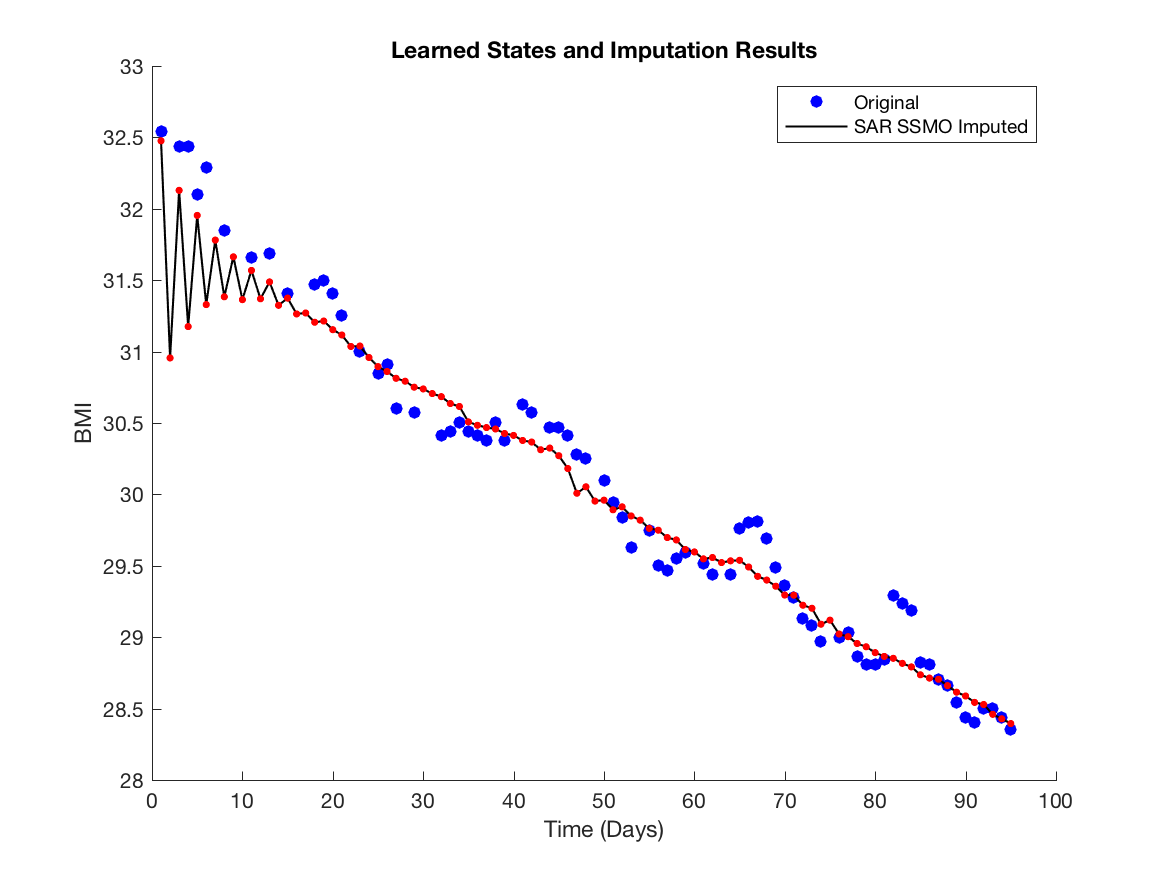 Learned States and Imputation Results
Original
SAR SSMO Imputed
BMI
33
32.5
32
31.5
31
30.5
30
29.5
29
28.5
28
0 10 20 30 40 50 60 70 80 90 100
Time (Days)